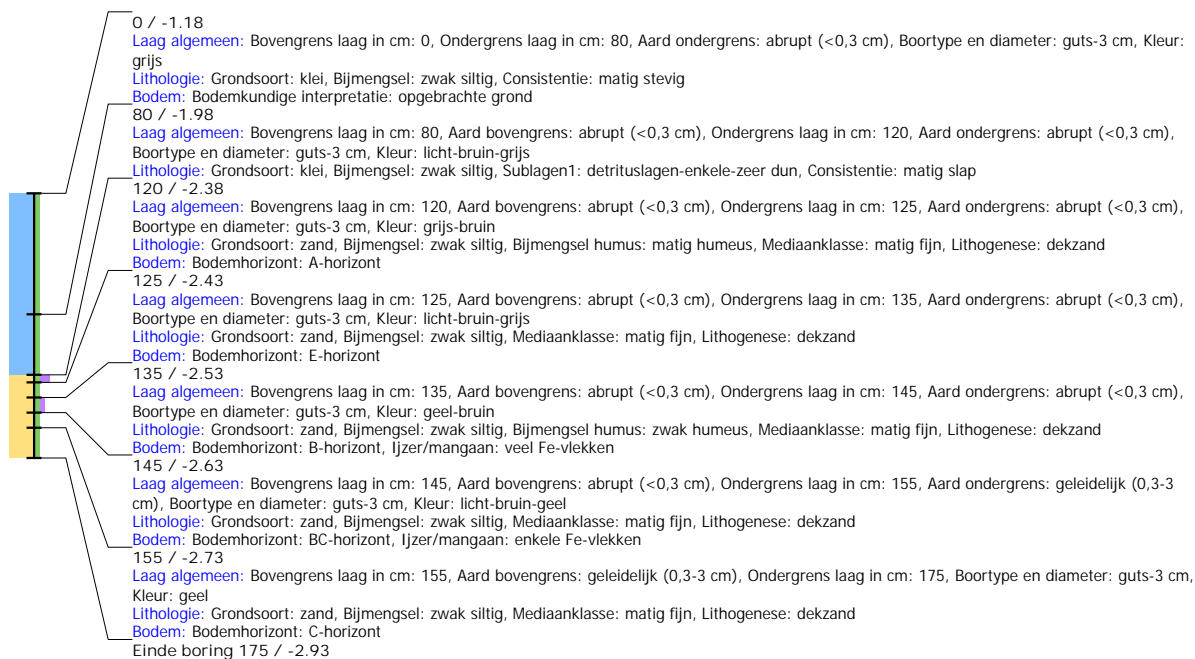 0 / -1.18
Laag algemeen: Bovengrens laag in cm: 0, Ondergrens laag in cm: 80, Aard ondergrens: abrupt (<0,3 cm), Boortype en diameter: guts-3 cm, Kleur:
grijs
Lithologie: Grondsoort: klei, Bijmengsel: zwak siltig, Consistentie: matig stevig
Bodem: Bodemkundige interpretatie: opgebrachte grond
80 / -1.98
Laag algemeen: Bovengrens laag in cm: 80, Aard bovengrens: abrupt (<0,3 cm), Ondergrens laag in cm: 120, Aard ondergrens: abrupt (<0,3 cm),
Boortype en diameter: guts-3 cm, Kleur: licht-bruin-grijs
Lithologie: Grondsoort: klei, Bijmengsel: zwak siltig, Sublagen1: detrituslagen-enkele-zeer dun, Consistentie: matig slap
120 / -2.38
Laag algemeen: Bovengrens laag in cm: 120, Aard bovengrens: abrupt (<0,3 cm), Ondergrens laag in cm: 125, Aard ondergrens: abrupt (<0,3 cm),
Boortype en diameter: guts-3 cm, Kleur: grijs-bruin
Lithologie: Grondsoort: zand, Bijmengsel: zwak siltig, Bijmengsel humus: matig humeus, Mediaanklasse: matig fijn, Lithogenese: dekzand
Bodem: Bodemhorizont: A-horizont
125 / -2.43
Laag algemeen: Bovengrens laag in cm: 125, Aard bovengrens: abrupt (<0,3 cm), Ondergrens laag in cm: 135, Aard ondergrens: abrupt (<0,3 cm),
Boortype en diameter: guts-3 cm, Kleur: licht-bruin-grijs
Lithologie: Grondsoort: zand, Bijmengsel: zwak siltig, Mediaanklasse: matig fijn, Lithogenese: dekzand
Bodem: Bodemhorizont: E-horizont
135 / -2.53
Laag algemeen: Bovengrens laag in cm: 135, Aard bovengrens: abrupt (<0,3 cm), Ondergrens laag in cm: 145, Aard ondergrens: abrupt (<0,3 cm),
Boortype en diameter: guts-3 cm, Kleur: geel-bruin
Lithologie: Grondsoort: zand, Bijmengsel: zwak siltig, Bijmengsel humus: zwak humeus, Mediaanklasse: matig fijn, Lithogenese: dekzand
Bodem: Bodemhorizont: B-horizont, Ijzer/mangaan: veel Fe-vlekken
145 / -2.63
Laag algemeen: Bovengrens laag in cm: 145, Aard bovengrens: abrupt (<0,3 cm), Ondergrens laag in cm: 155, Aard ondergrens: geleidelijk (0,3-3
cm), Boortype en diameter: guts-3 cm, Kleur: licht-bruin-geel
Lithologie: Grondsoort: zand, Bijmengsel: zwak siltig, Mediaanklasse: matig fijn, Lithogenese: dekzand
Bodem: Bodemhorizont: BC-horizont, Ijzer/mangaan: enkele Fe-vlekken
155 / -2.73
Laag algemeen: Bovengrens laag in cm: 155, Aard bovengrens: geleidelijk (0,3-3 cm), Ondergrens laag in cm: 175, Boortype en diameter: guts-3 cm,
Kleur: geel
Lithologie: Grondsoort: zand, Bijmengsel: zwak siltig, Mediaanklasse: matig fijn, Lithogenese: dekzand
Bodem: Bodemhorizont: C-horizont
Einde boring 175 / -2.93